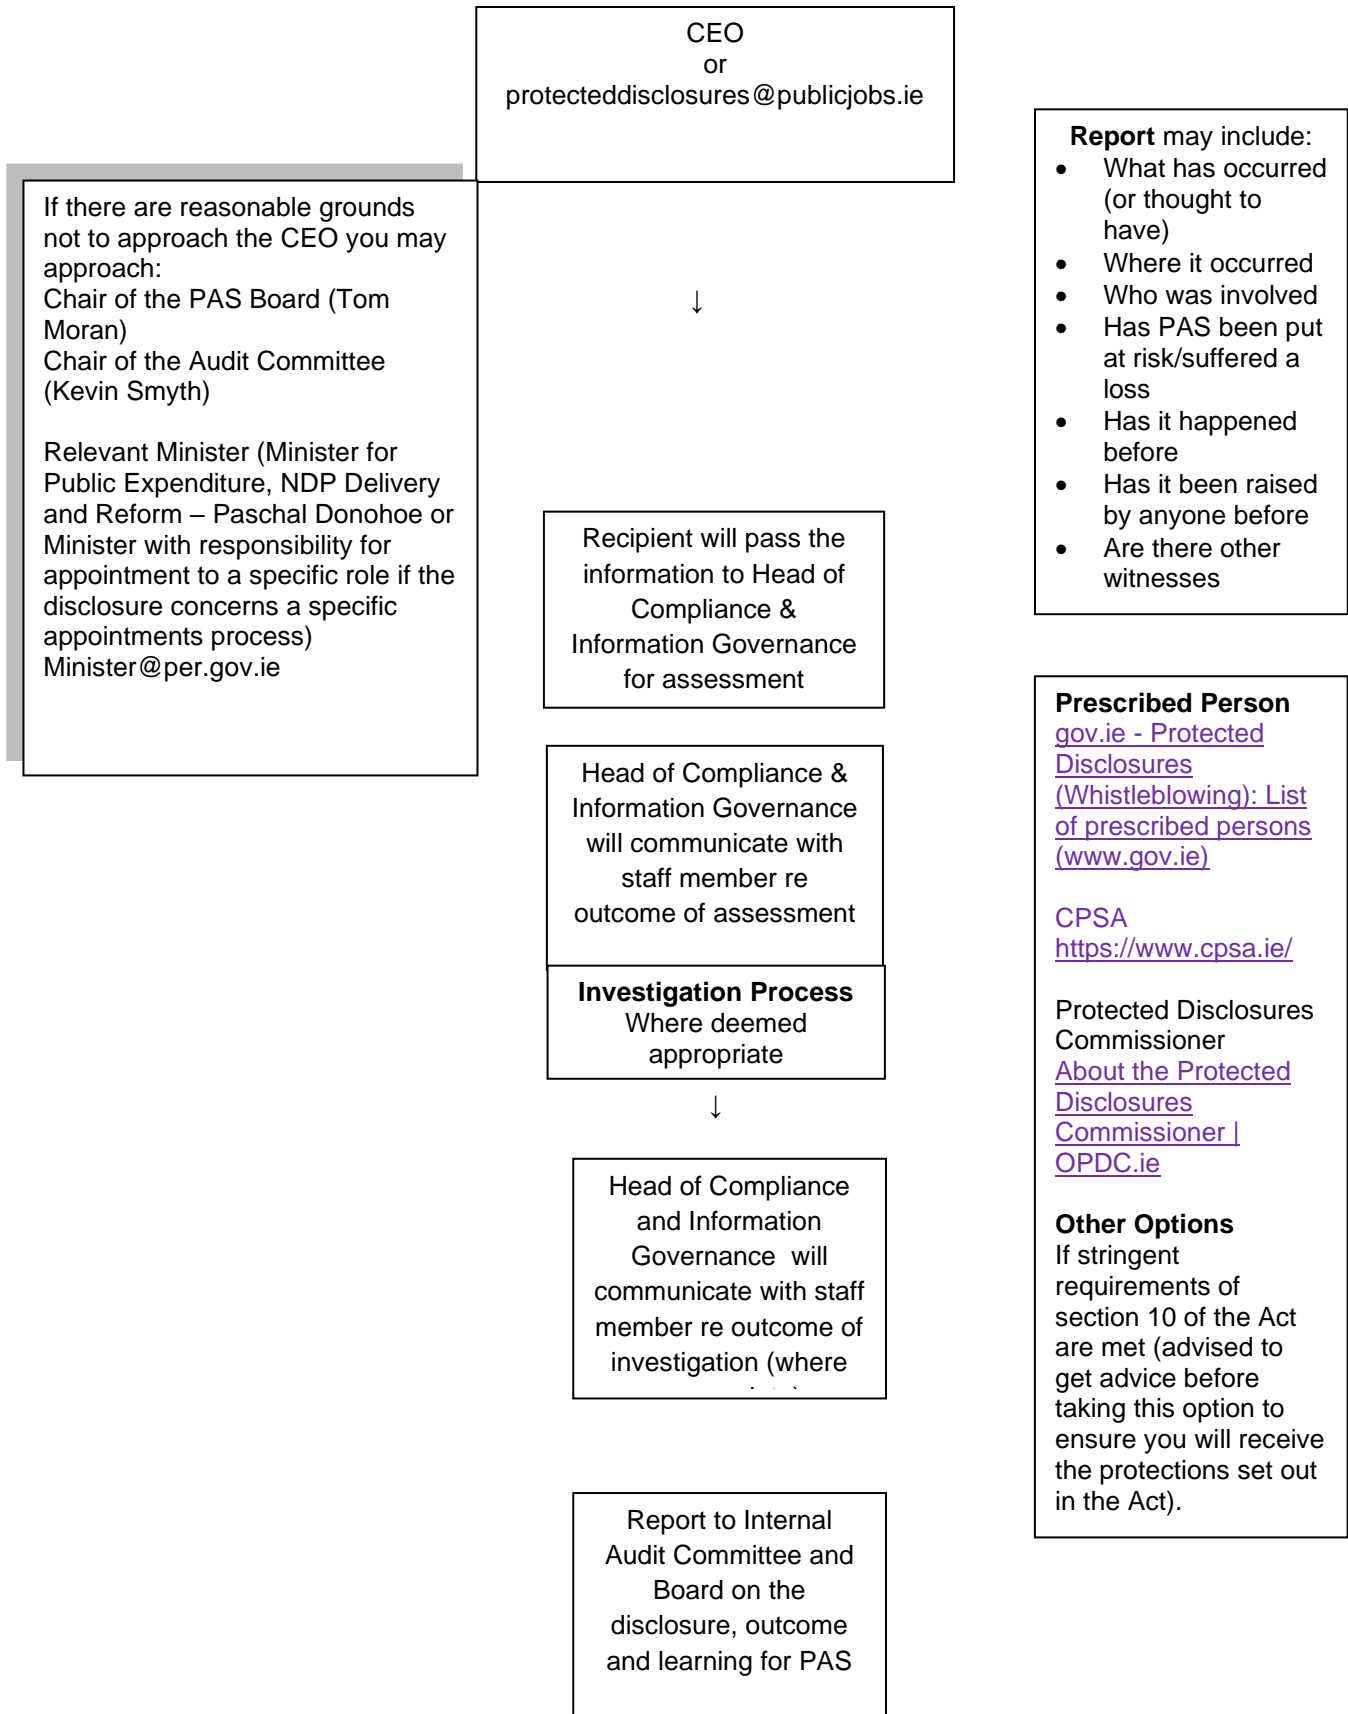 CEO
or
protecteddisclosures@publicjobs.ie
If there are reasonable grounds
not to approach the CEO you may
approach:
Chair of the PAS Board (Tom
Moran)
Chair of the Audit Committee
(Kevin Smyth)
Relevant Minister (Minister for
Public Expenditure, NDP Delivery
and Reform – Paschal Donohoe or
Minister with responsibility for
appointment to a specific role if the
disclosure concerns a specific
appointments process)
Minister@per.gov.ie
↓
Recipient will pass the
information to Head of
Compliance &
Information Governance
for assessment
Head of Compliance &
Information Governance
will communicate with
staff member re
outcome of assessment
Investigation Process
Where deemed
appropriate
↓
Head of Compliance
and Information
Governance will
communicate with staff
member re outcome of
investigation (where
Report to Internal
Audit Committee and
Board on the
disclosure, outcome
and learning for PAS
Report may include:
• What has occurred
(or thought to
have)
• Where it occurred
• Who was involved
• Has PAS been put
at risk/suffered a
loss
• Has it happened
before
• Has it been raised
by anyone before
• Are there other
witnesses
Prescribed Person
gov.ie - Protected
Disclosures
(Whistleblowing): List
of prescribed persons
(www.gov.ie)
CPSA
https://www.cpsa.ie/
Protected Disclosures
Commissioner
About the Protected
Disclosures
Commissioner |
OPDC.ie
Other Options
If stringent
requirements of
section 10 of the Act
are met (advised to
get advice before
taking this option to
ensure you will receive
the protections set out
in the Act).